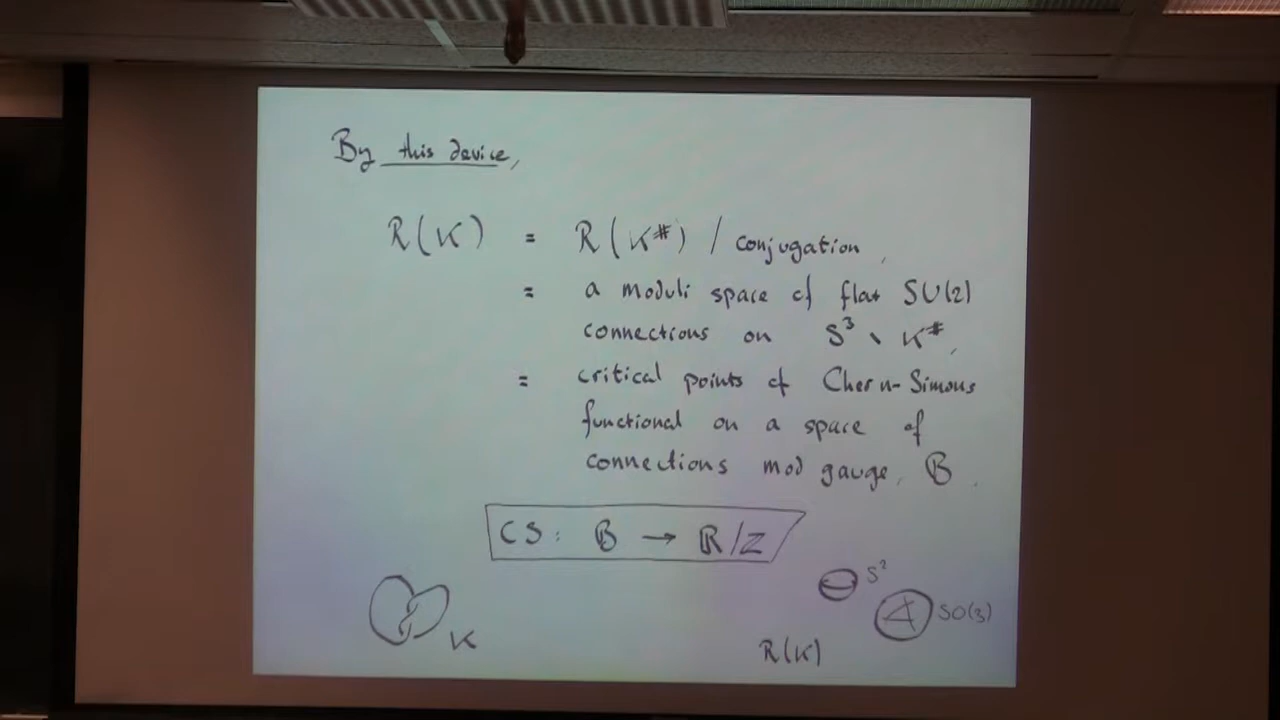 By this device,
R(K) = R(K#) / conjugation,
= a moduli space of flat SU(2)
connections on S³ \ K#,
= critical points of Chern-Simons
functional on a space of
connections mod gauge, B.
CS: B → R/Z
S²
SO(3)
K
R(K)